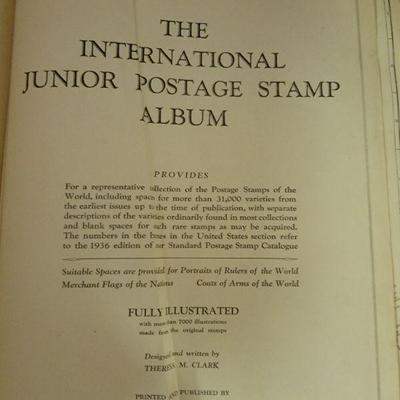 THE
INTERNATIONAL
JUNIOR POSTAGE STAMP
ALBUM
PROVIDES
For a representative collection of the Postage Stamps of the
World, including spaces for more than 31,000 varieties from
the earliest issues up to the time of publication, with separate
descriptions of the varieties ordinarily found in most collections
and blank spaces for such rare stamps as may be acquired.
The numbers in the boxes in the United States section refer
to the 1936 edition of our Standard Postage Stamp Catalogue
Suitable Spaces are provided for Portraits of Rulers of the World
Merchant Flags of the Nations Coats of Arms of the World
FULLY ILLUSTRATED
with more than 7000 illustrations
made from the original stamps
Designed and written by
THERESA M. CLARK
PRINTED AND PUBLISHED BY